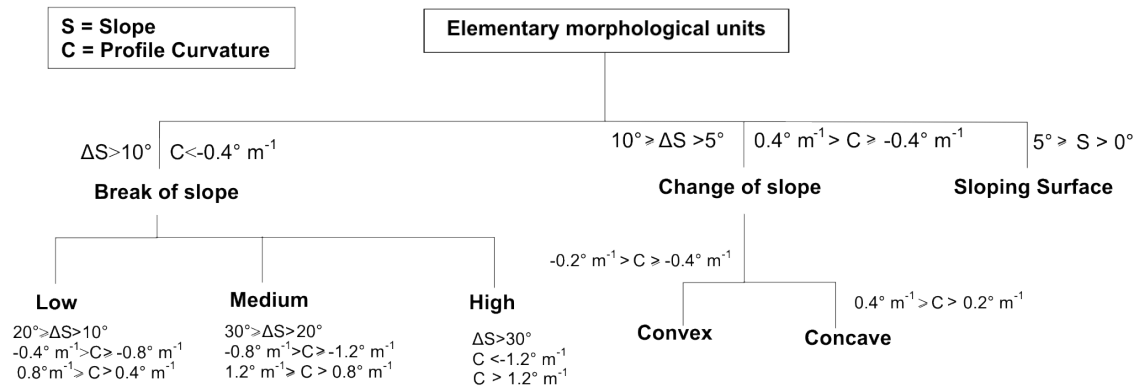 S = Slope
C = Profile Curvature
Elementary morphological units
ΔS>10° C<-0.4° m⁻¹
10° ⩾ ΔS >5° 0.4° m⁻¹ > C ⩾ -0.4° m⁻¹
5° ⩾ S > 0°
Break of slope
Change of slope
Sloping Surface
-0.2° m⁻¹ > C ⩾ -0.4° m⁻¹
Low
20°⩾ΔS>10°
-0.4° m⁻¹>C⩾ -0.8° m⁻¹
0.8°m⁻¹⩾ C> 0.4° m⁻¹
Medium
30°⩾ΔS>20°
-0.8° m⁻¹>C⩾ -1.2° m⁻¹
1.2° m⁻¹⩾ C > 0.8° m⁻¹
High
ΔS>30°
C <-1.2° m⁻¹
C > 1.2° m⁻¹
Convex
0.4° m⁻¹ ⩾ C > 0.2° m⁻¹
Concave